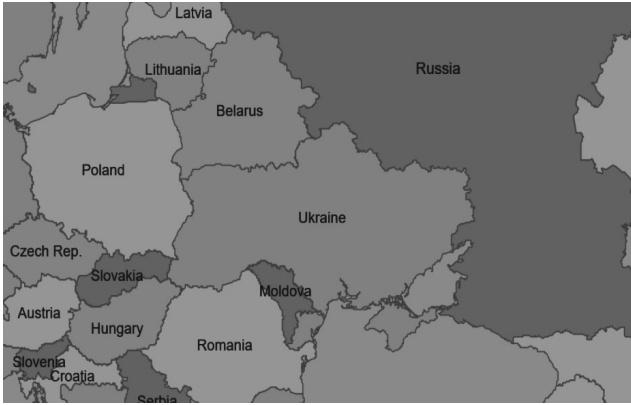 Latvia
Russia
Lithuania
Belarus
Poland
Ukraine
Czech Rep.
Slovakia
Moldova
Austria
Hungary
Romania
Slovenia
Croatia
Serbia